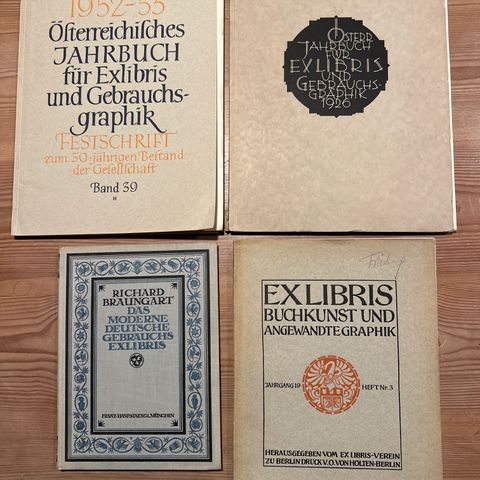 1952-53
Österreichisches
JAHRBUCH
für Exlibris
und Gebrauchs-
graphik
FESTSCHRIFT
zum 50-jährigen Bestand
der Gesellschaft
Band 39
ÖSTERR.
JAHRBUCH
FÜR
EXLIBRIS
UND
GEBRAUCHS-
GRAPHIK
1926
RICHARD
BRAUNGART
DAS
MODERNE
DEUTSCHE
GEBRAUCHS
EXLIBRIS
FRANZ HANFSTAENGL MÜNCHEN
EXLIBRIS
BUCHKUNST UND
ANGEWANDTE GRAPHIK
JAHRGANG 19 HEFT Nr. 3
HERAUSGEGEBEN VOM EX LIBRIS-VEREIN
ZU BERLIN DRUCK V. O. VON HOLTEN-BERLIN